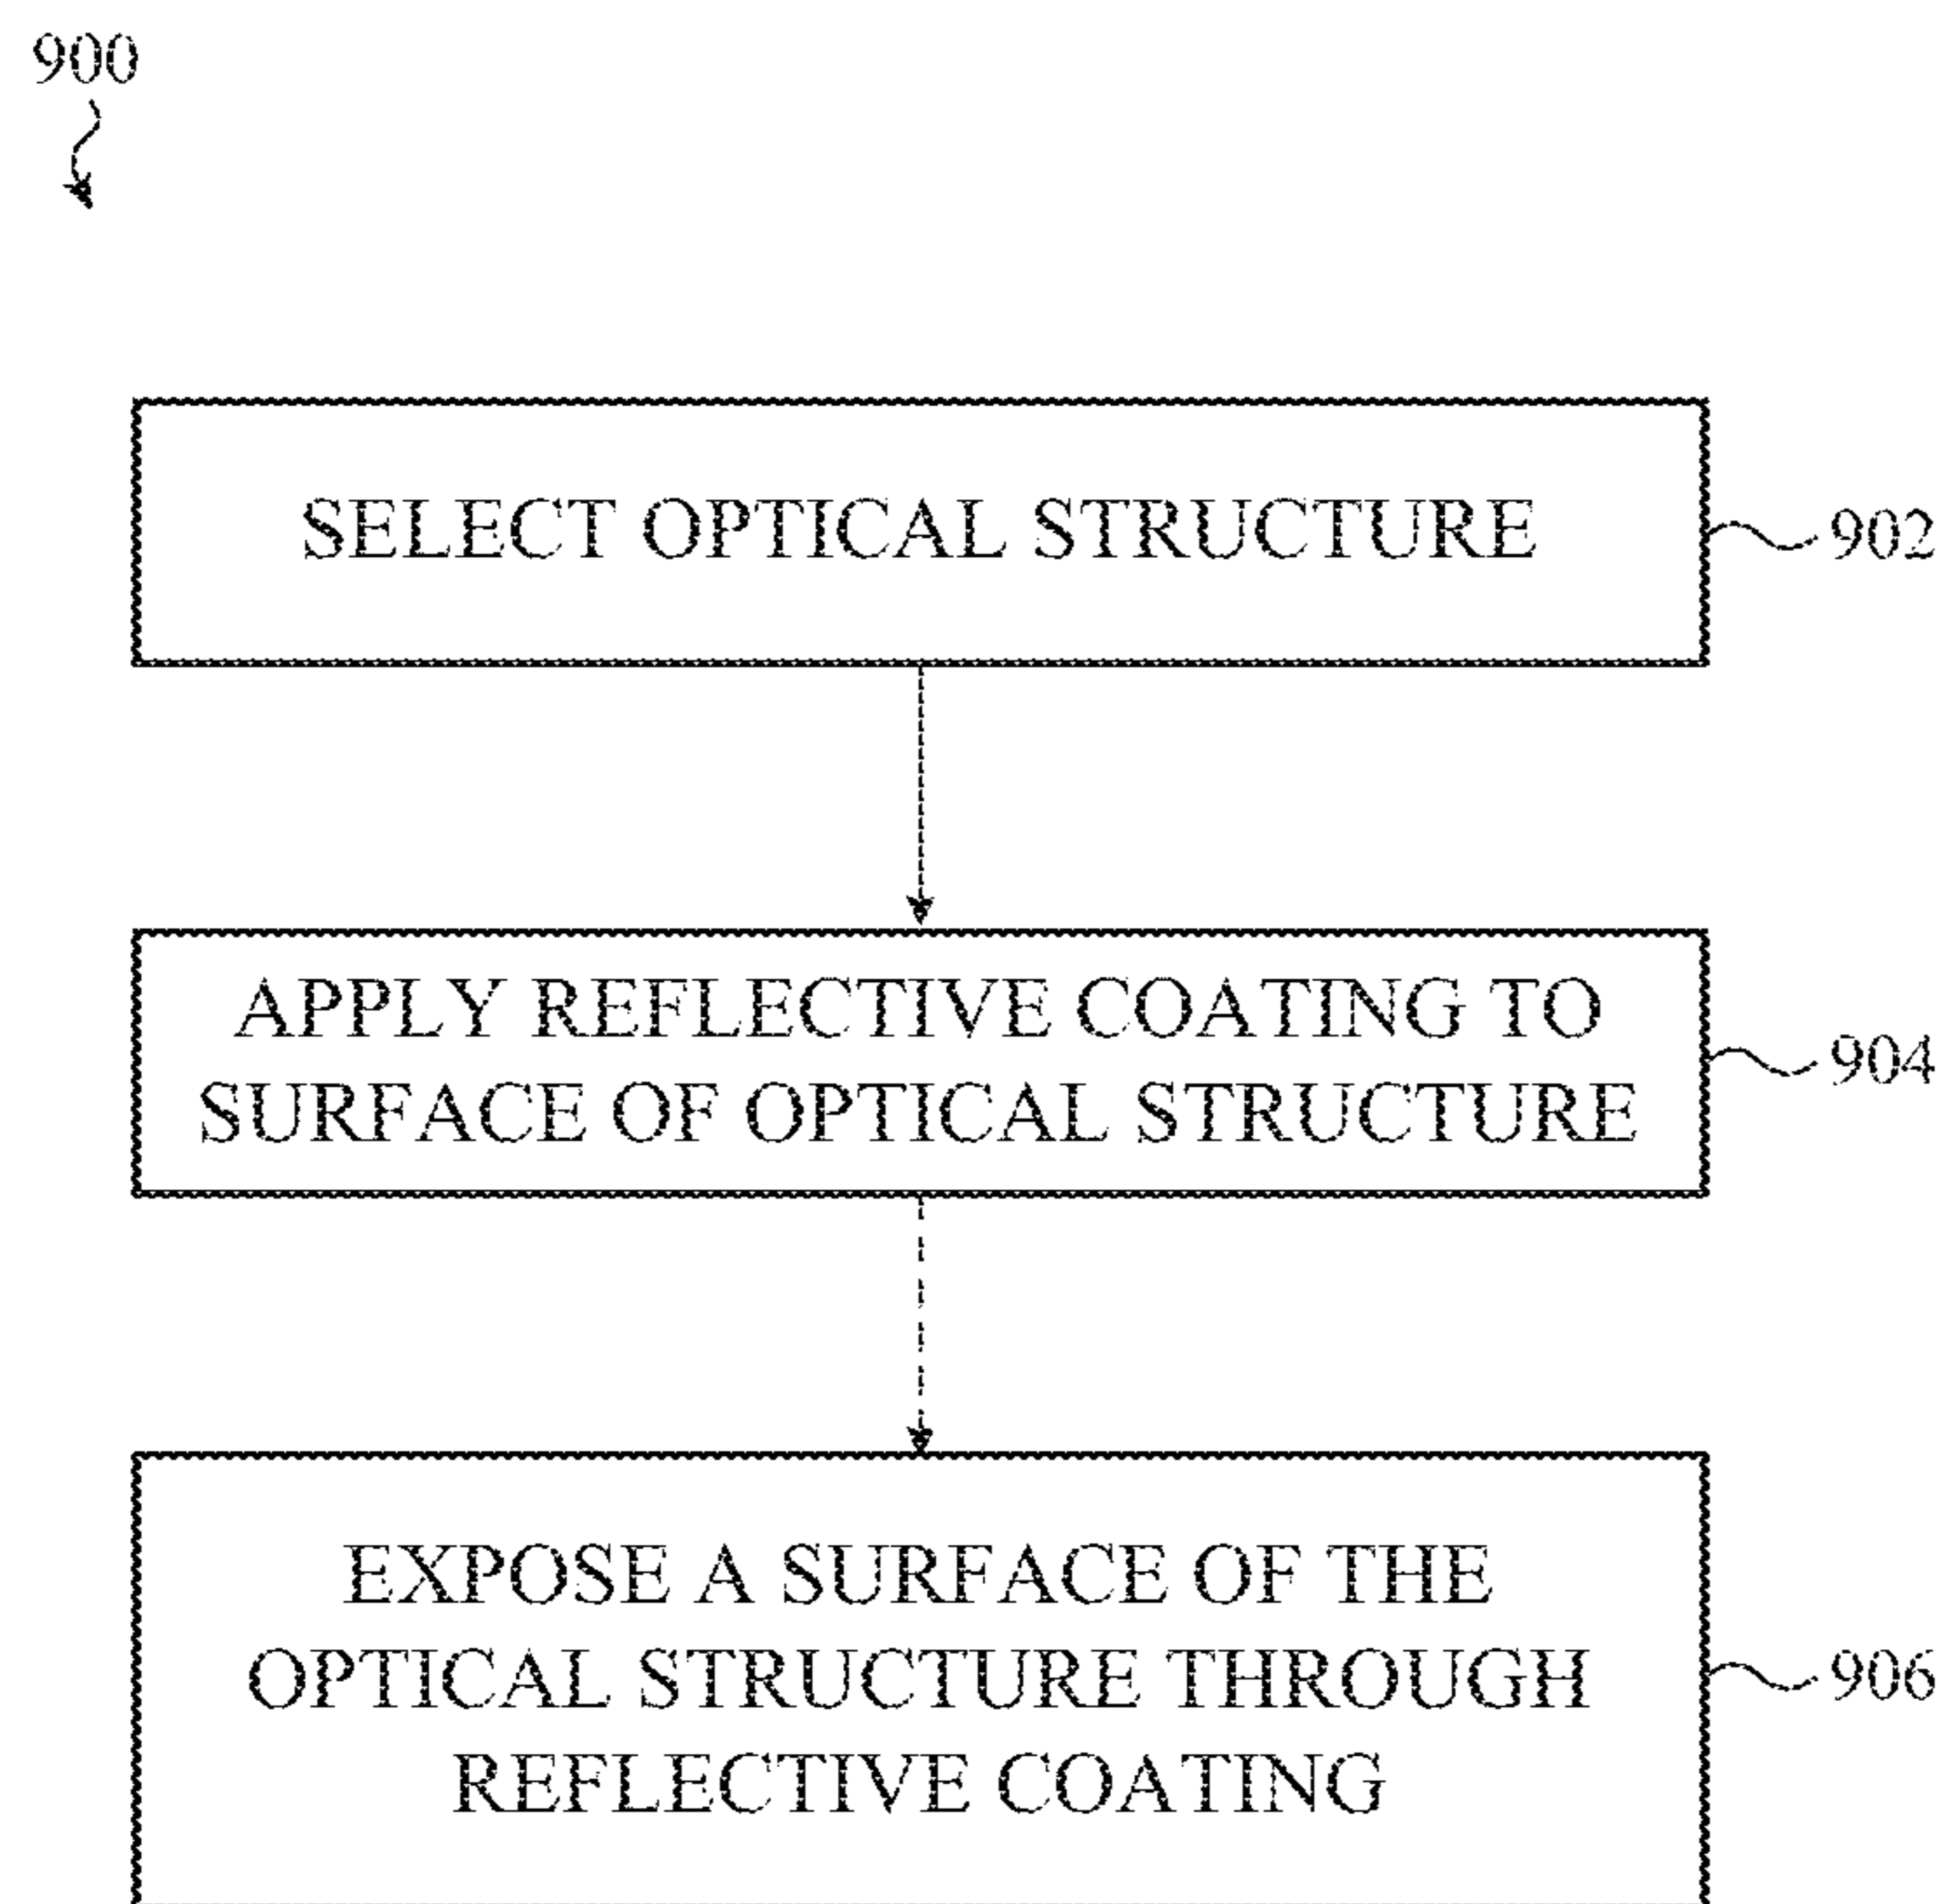 900
SELECT OPTICAL STRUCTURE
902
APPLY REFLECTIVE COATING TO
SURFACE OF OPTICAL STRUCTURE
904
EXPOSE A SURFACE OF THE
OPTICAL STRUCTURE THROUGH
REFLECTIVE COATING
906